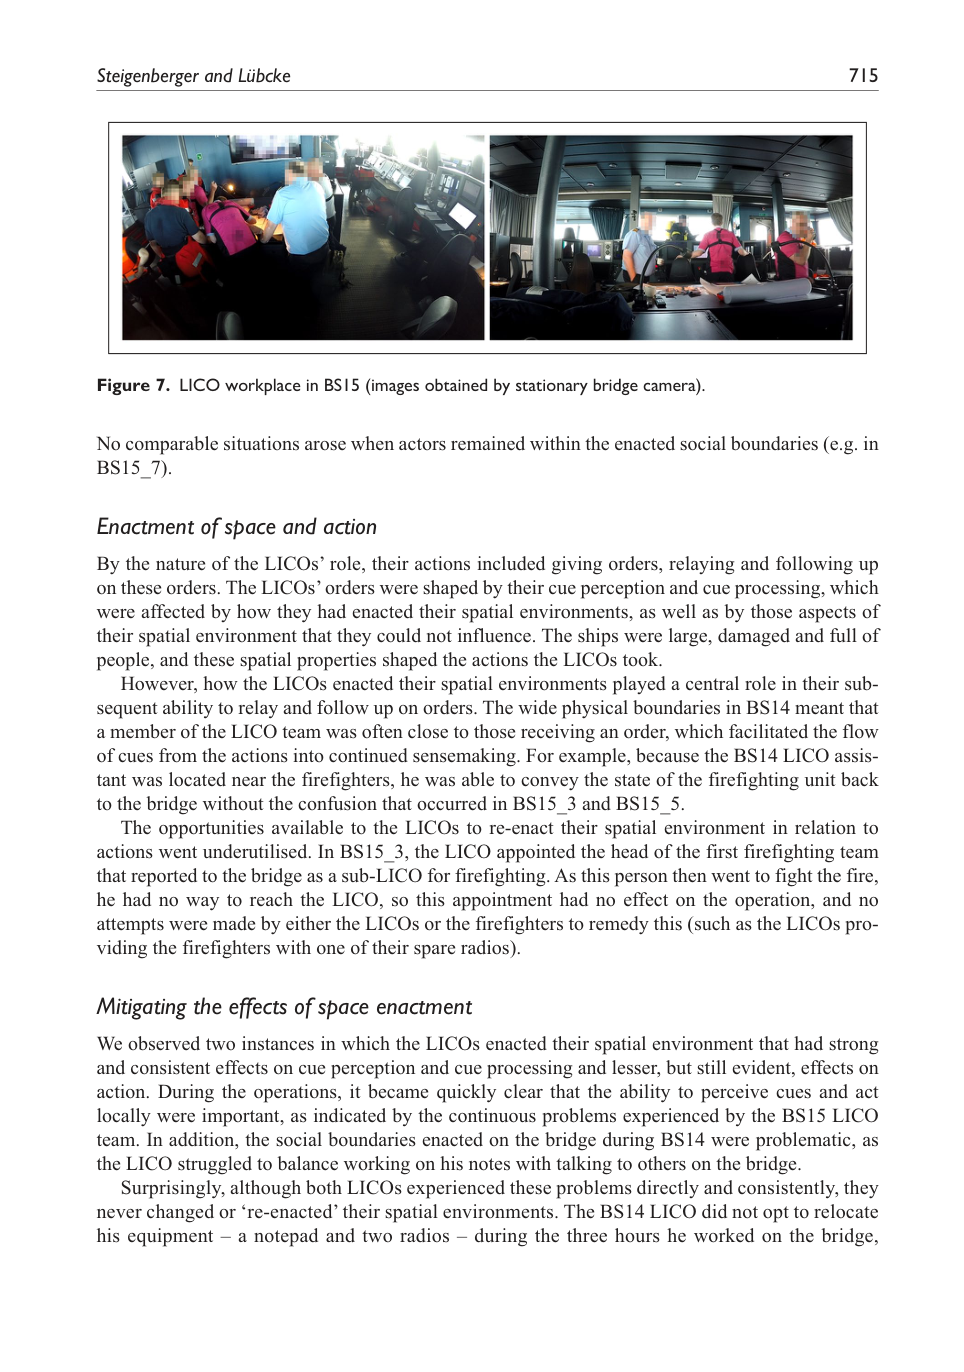 Steigenberger and Lübcke 715
Figure 7. LICO workplace in BS15 (images obtained by stationary bridge camera).
No comparable situations arose when actors remained within the enacted social boundaries (e.g. in
BS15_7).
Enactment of space and action
By the nature of the LICOs’ role, their actions included giving orders, relaying and following up
on these orders. The LICOs’ orders were shaped by their cue perception and cue processing, which
were affected by how they had enacted their spatial environments, as well as by those aspects of
their spatial environment that they could not influence. The ships were large, damaged and full of
people, and these spatial properties shaped the actions the LICOs took.
However, how the LICOs enacted their spatial environments played a central role in their sub-
sequent ability to relay and follow up on orders. The wide physical boundaries in BS14 meant that
a member of the LICO team was often close to those receiving an order, which facilitated the flow
of cues from the actions into continued sensemaking. For example, because the BS14 LICO assis-
tant was located near the firefighters, he was able to convey the state of the firefighting unit back
to the bridge without the confusion that occurred in BS15_3 and BS15_5.
The opportunities available to the LICOs to re-enact their spatial environment in relation to
actions went underutilised. In BS15_3, the LICO appointed the head of the first firefighting team
that reported to the bridge as a sub-LICO for firefighting. As this person then went to fight the fire,
he had no way to reach the LICO, so this appointment had no effect on the operation, and no
attempts were made by either the LICOs or the firefighters to remedy this (such as the LICOs pro-
viding the firefighters with one of their spare radios).
Mitigating the effects of space enactment
We observed two instances in which the LICOs enacted their spatial environment that had strong
and consistent effects on cue perception and cue processing and lesser, but still evident, effects on
action. During the operations, it became quickly clear that the ability to perceive cues and act
locally were important, as indicated by the continuous problems experienced by the BS15 LICO
team. In addition, the social boundaries enacted on the bridge during BS14 were problematic, as
the LICO struggled to balance working on his notes with talking to others on the bridge.
Surprisingly, although both LICOs experienced these problems directly and consistently, they
never changed or ‘re-enacted’ their spatial environments. The BS14 LICO did not opt to relocate
his equipment – a notepad and two radios – during the three hours he worked on the bridge,